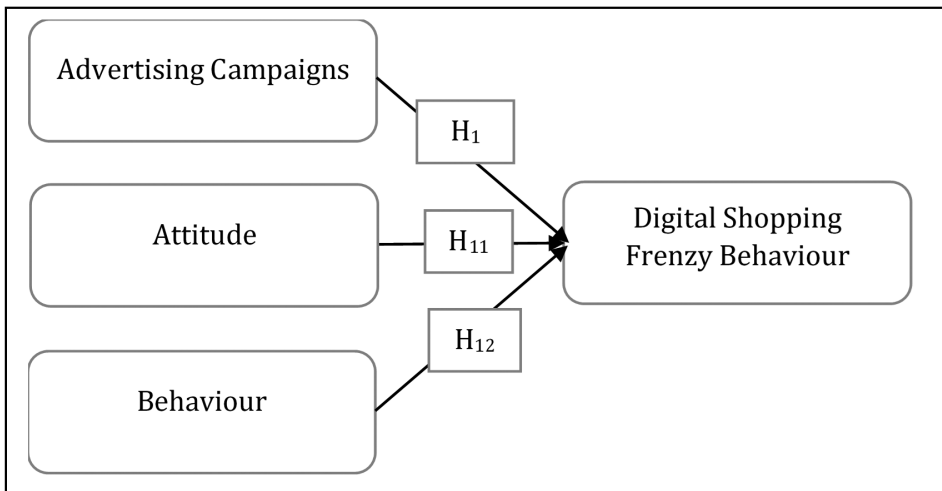 Advertising Campaigns
H₁
Attitude
H₁₁
Digital Shopping
Frenzy Behaviour
H₁₂
Behaviour